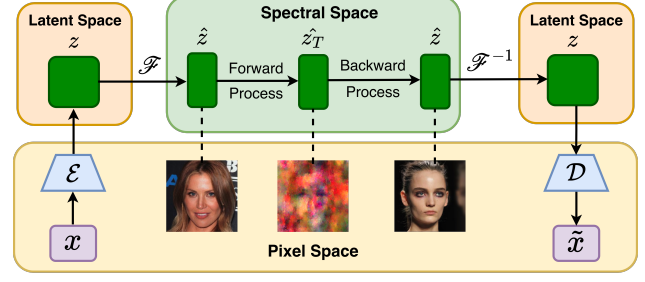 Latent Space
Spectral Space
Latent Space
z
ẑ
ẑ_T
ẑ
z
ℱ
Forward
Process
Backward
Process
ℱ⁻¹
ℰ
𝒟
x
x̃
Pixel Space